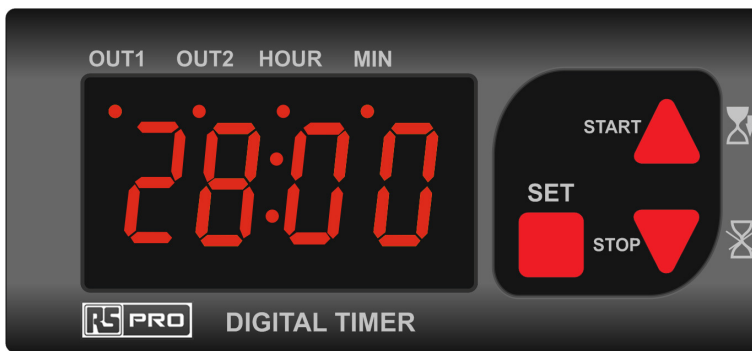 OUT1 OUT2 HOUR MIN
28:00
START
SET
STOP
RS PRO DIGITAL TIMER